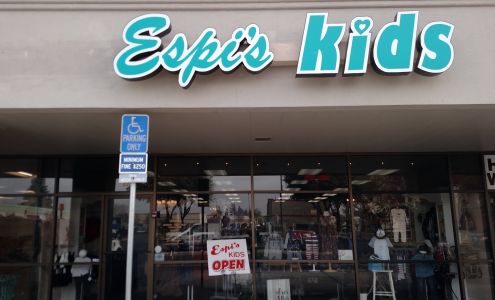 Espi's kids
PARKING
ONLY
MINIMUM
FINE $250
Espi's
KIDS
OPEN